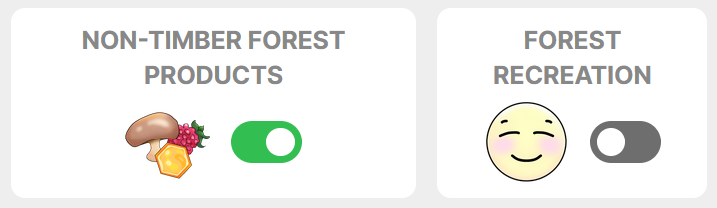 NON-TIMBER FOREST
PRODUCTS
FOREST
RECREATION